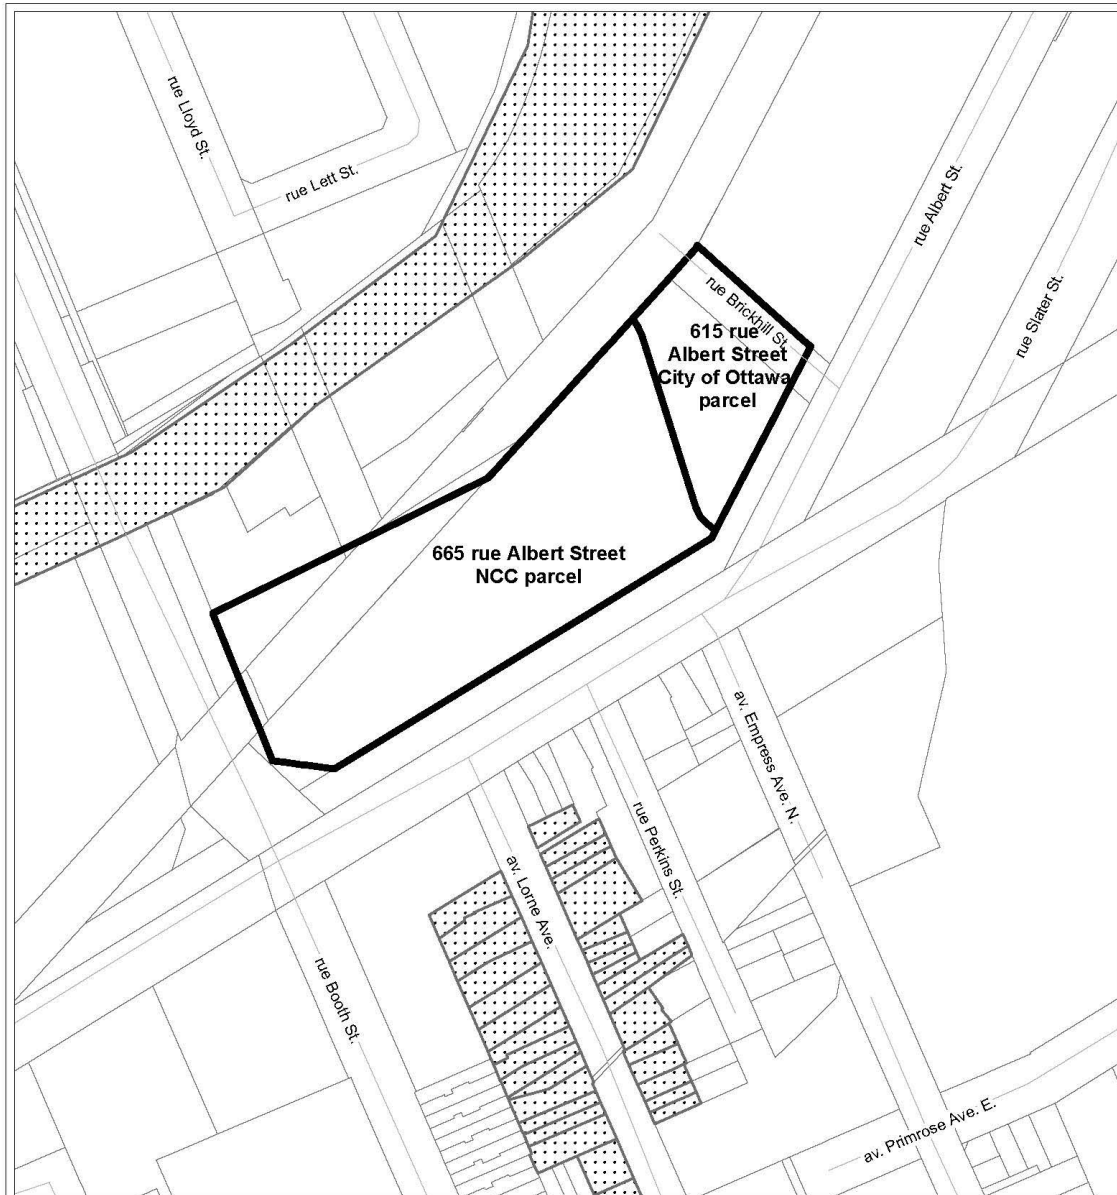 rue Lloyd St.
rue Lett St.
rue Albert St.
rue Slater St.
rue Brickhill St.
615 rue
Albert Street
City of Ottawa
parcel
665 rue Albert Street
NCC parcel
av. Empress Ave. N.
rue Perkins St.
av. Lorne Ave.
rue Booth St.
av. Primrose Ave. E.